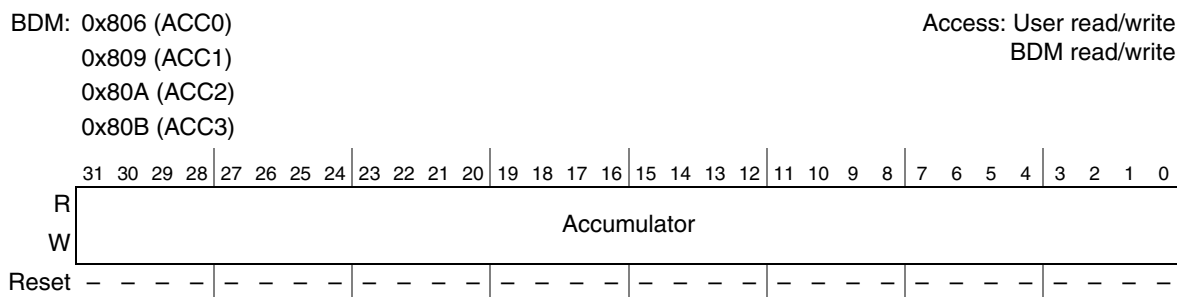 BDM: 0x806 (ACC0) Access: User read/write
0x809 (ACC1) BDM read/write
0x80A (ACC2)
0x80B (ACC3)
31 30 29 28 27 26 25 24 23 22 21 20 19 18 17 16 15 14 13 12 11 10 9 8 7 6 5 4 3 2 1 0
R
Accumulator
W
Reset – – – – – – – – – – – – – – – – – – – – – – – – – – – – – – – –